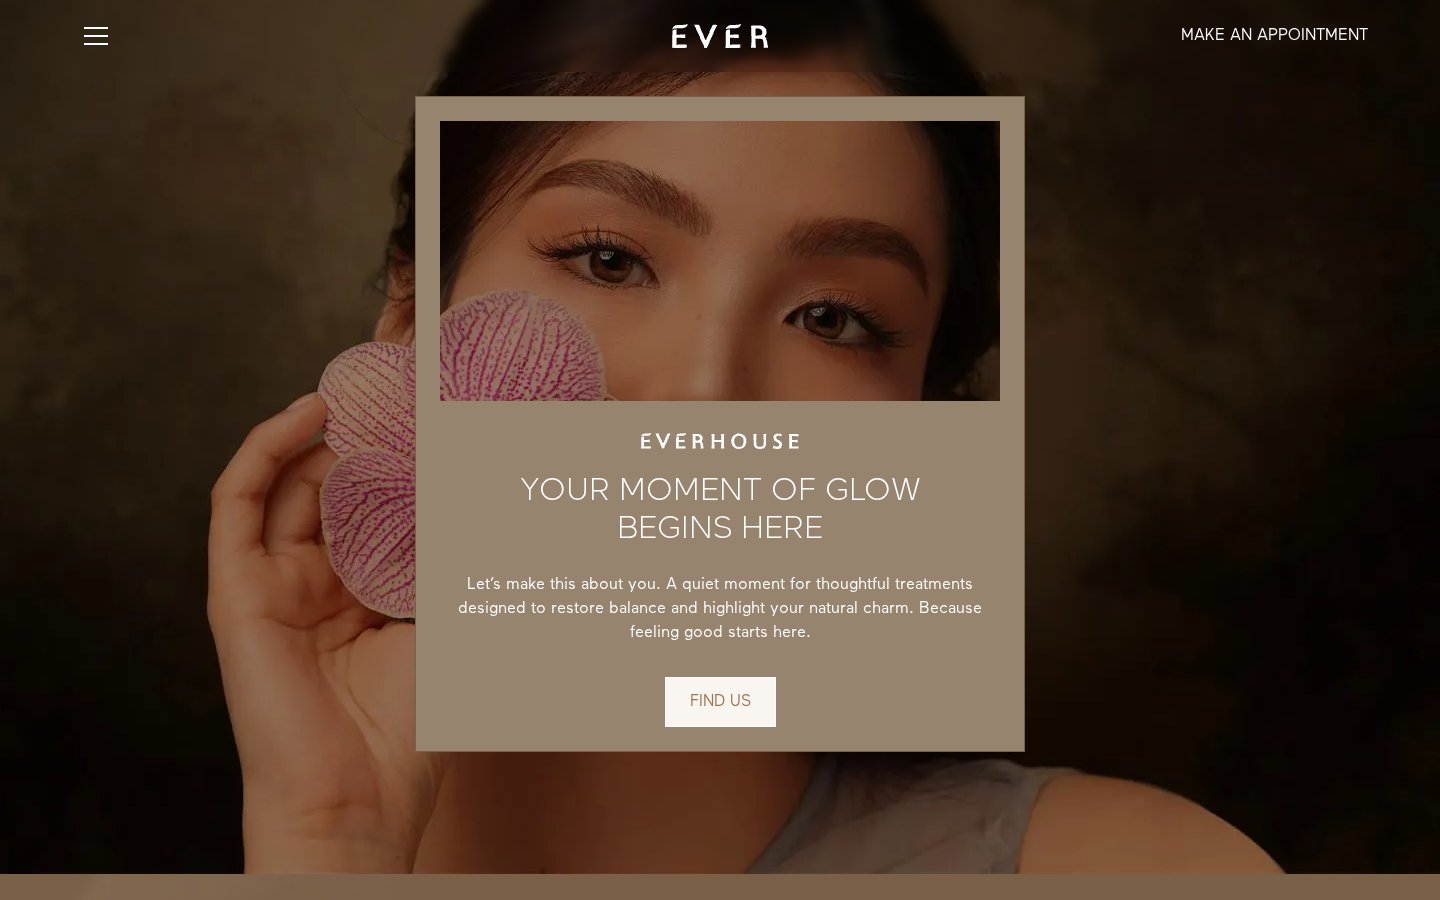 EVER
MAKE AN APPOINTMENT
EVERHOUSE
YOUR MOMENT OF GLOW
BEGINS HERE
Let’s make this about you. A quiet moment for thoughtful treatments
designed to restore balance and highlight your natural charm. Because
feeling good starts here.
FIND US